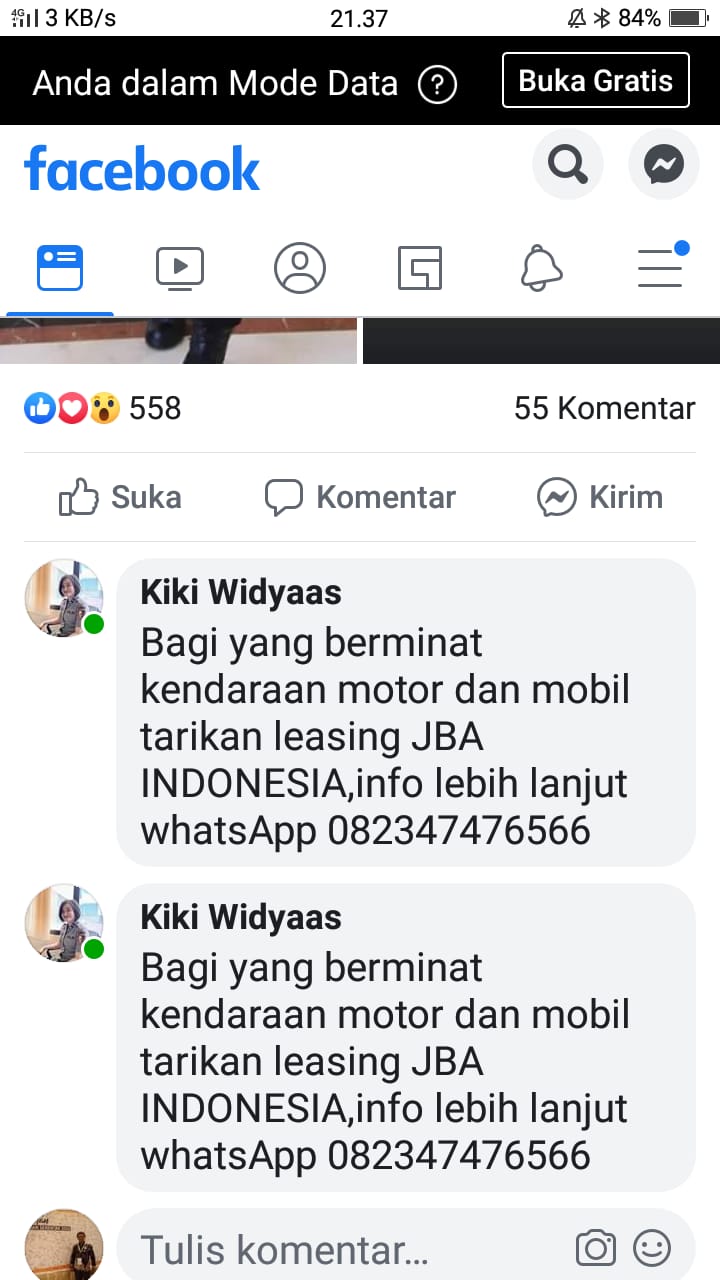 4G 3 KB/s 21.37 84%
Anda dalam Mode Data ? Buka Gratis
facebook
558 55 Komentar
Suka Komentar Kirim
Kiki Widyaas
Bagi yang berminat
kendaraan motor dan mobil
tarikan leasing JBA
INDONESIA,info lebih lanjut
whatsApp 082347476566
Kiki Widyaas
Bagi yang berminat
kendaraan motor dan mobil
tarikan leasing JBA
INDONESIA,info lebih lanjut
whatsApp 082347476566
Tulis komentar...